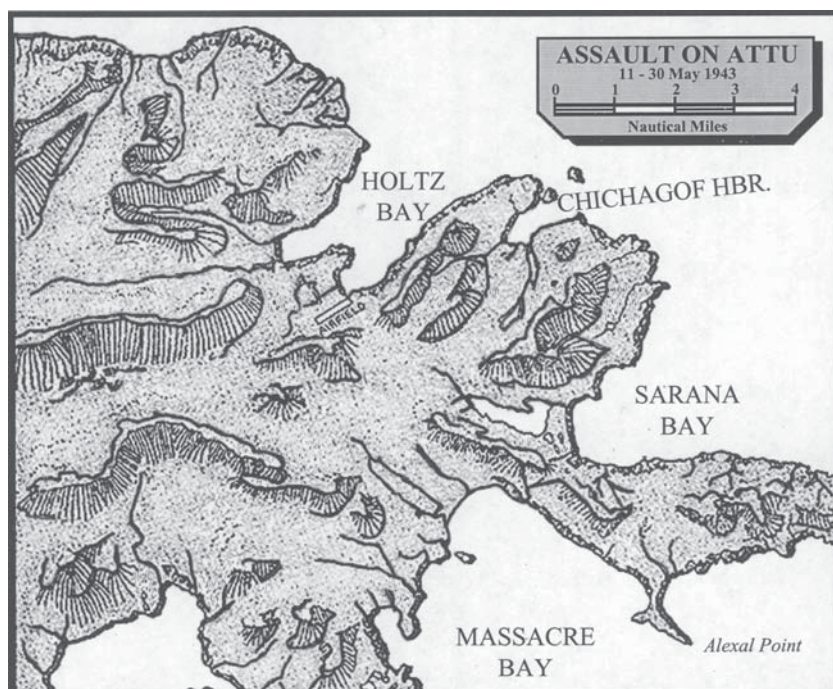 ASSAULT ON ATTU
11 - 30 May 1943
0 1 2 3 4
Nautical Miles
HOLTZ
BAY
CHICHAGOF HBR.
AIRFIELD
SARANA
BAY
MASSACRE
BAY
Alexal Point